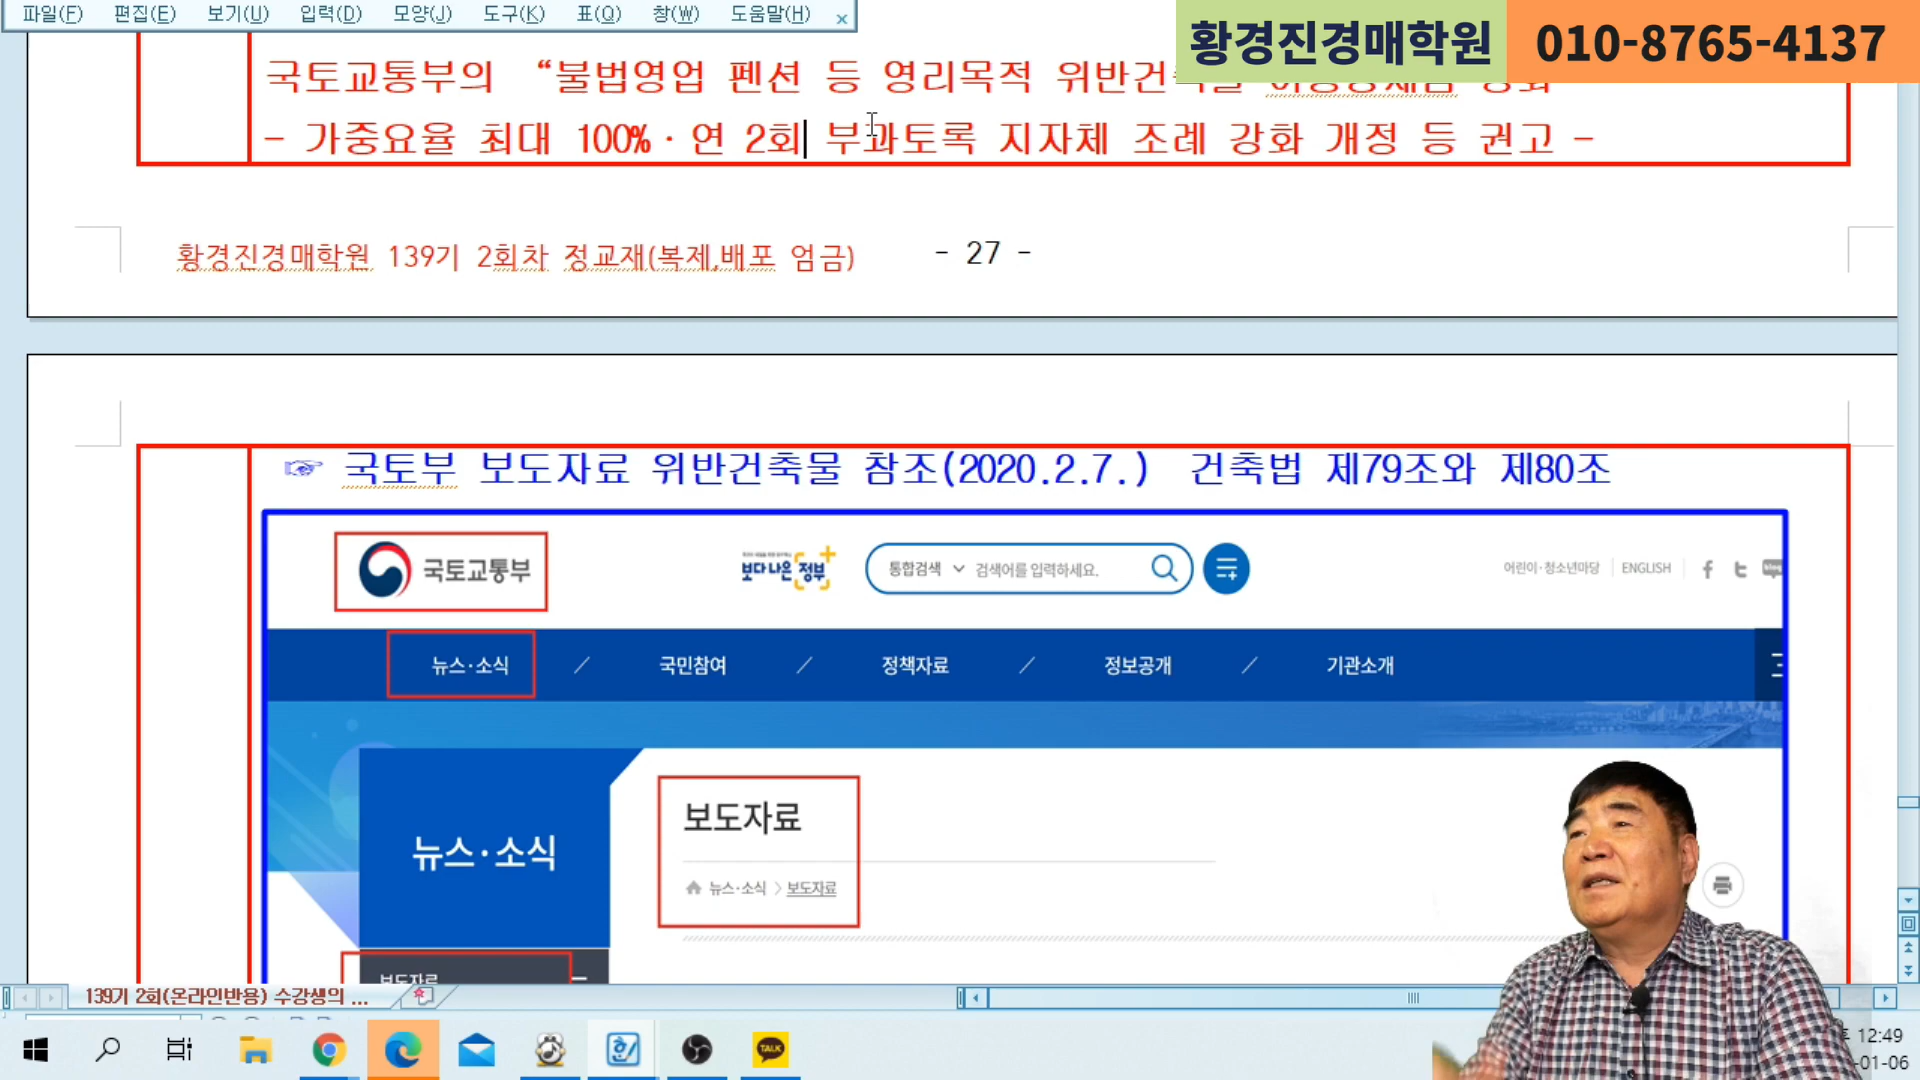 파일(F) 편집(E) 보기(U) 입력(D) 모양(J) 도구(K) 표(Q) 창(W) 도움말(H) x
황경진경매학원 010-8765-4137
국토교통부의 “불법영업 펜션 등 영리목적 위반건축물
- 가중요율 최대 100%·연 2회 부과토록 지자체 조례 강화 개정 등 권고 -
황경진경매학원 139기 2회차 정교재(복제,배포 엄금) - 27 -
☞ 국토부 보도자료 위반건축물 참조(2020.2.7.) 건축법 제79조와 제80조
국토교통부 보다나은 정부 통합검색 검색어를 입력하세요. 어린이·청소년마당 ENGLISH
뉴스·소식 / 국민참여 / 정책자료 / 정보공개 / 기관소개
보도자료
뉴스·소식
뉴스·소식 > 보도자료
보도자료
139기 2회(온라인반용) 수강생의 ...
TALK
12:49
-01-06